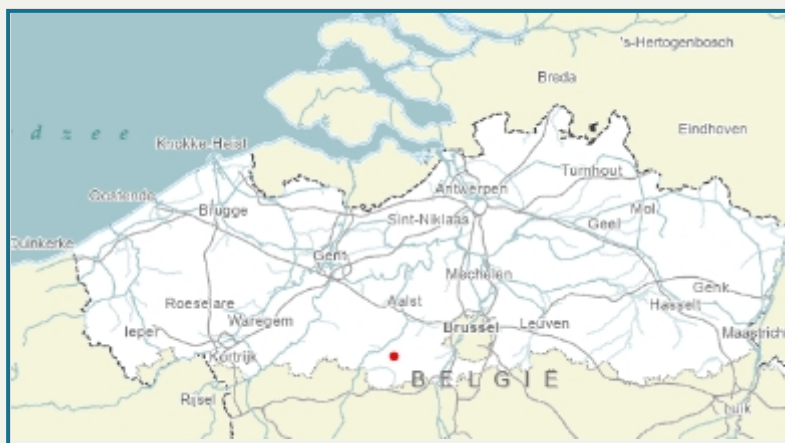 's-Hertogenbosch
Breda
Eindhoven
d z e e
Knokke-Heist
Turnhout
Antwerpen
Oostende
Brugge
Sint-Niklaas
Geel
Mol
Duinkerke
Gent
Mechelen
Genk
Roeselare
Aalst
Hasselt
Ieper
Waregem
Brussel
Leuven
Maastrich
Kortrijk
BELGIË
Rijsel
Luik